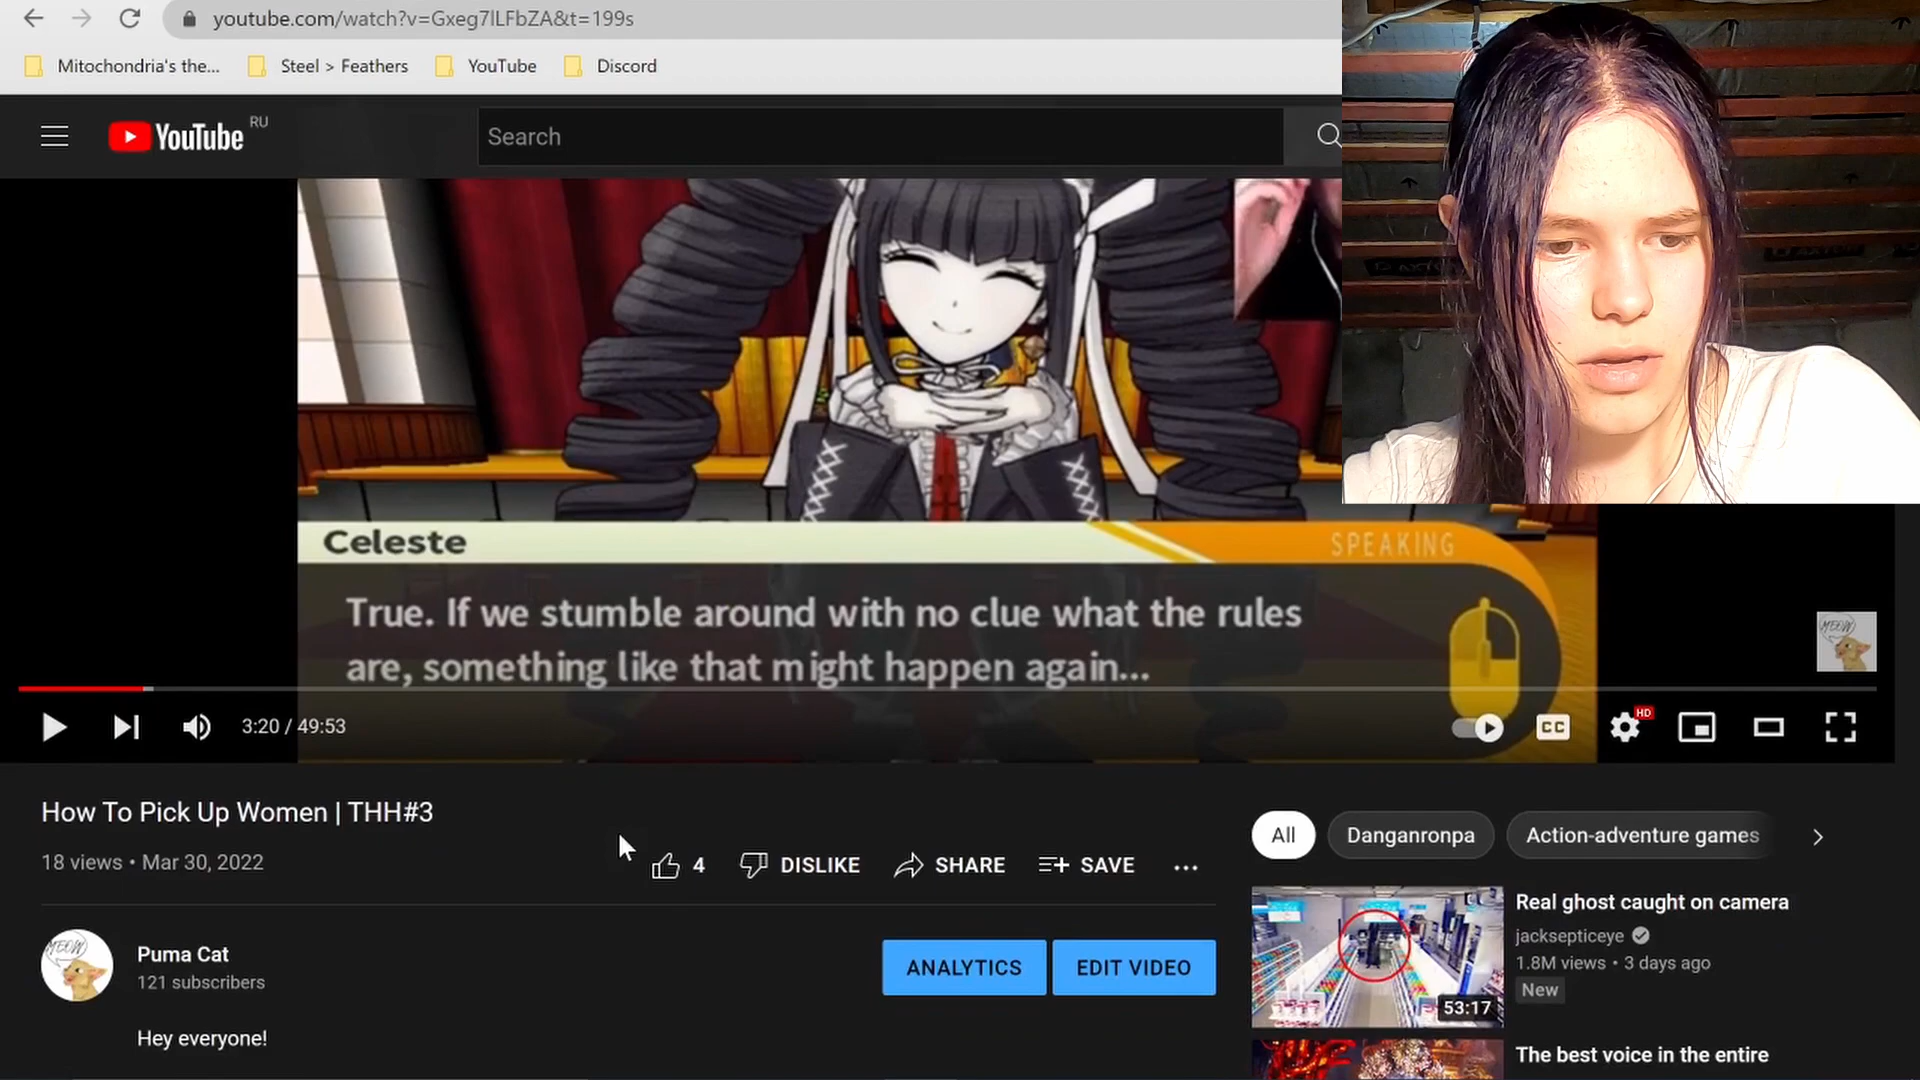 youtube.com/watch?v=Gxeg7lLFbZA&t=199s
Mitochondria's the... Steel > Feathers YouTube Discord
YouTube RU
Search
Celeste
SPEAKING
True. If we stumble around with no clue what the rules
are, something like that might happen again...
MEOW
3:20 / 49:53
CC
HD
How To Pick Up Women | THH#3
18 views • Mar 30, 2022
4 DISLIKE SHARE SAVE ...
All Danganronpa Action-adventure games
MEOW
Puma Cat
121 subscribers
ANALYTICS EDIT VIDEO
Hey everyone!
53:17
Real ghost caught on camera
jacksepticeye
1.8M views • 3 days ago
New
The best voice in the entire